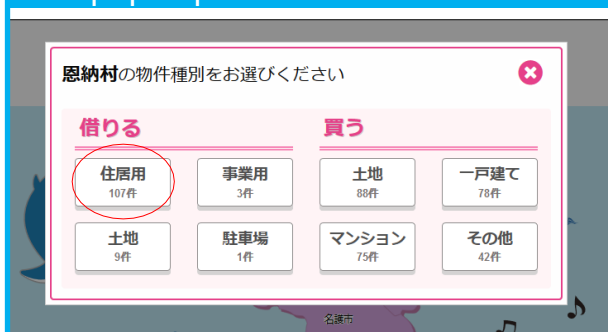 恩納村の物件種別をお選びください
借りる
買う
住居用
107件
事業用
3件
土地
88件
一戸建て
78件
土地
9件
駐車場
1件
マンション
75件
その他
42件
名護市